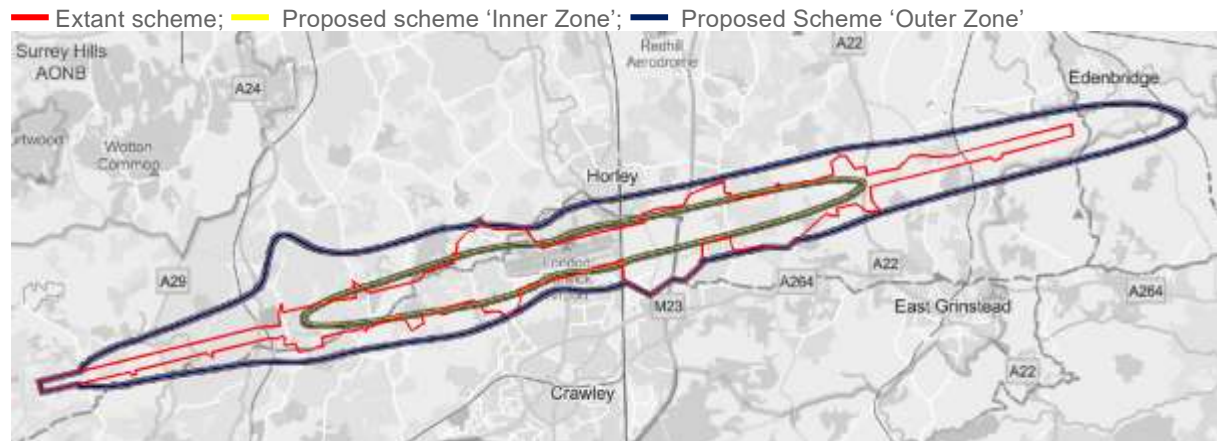 Extant scheme; Proposed scheme ‘Inner Zone’; Proposed Scheme ‘Outer Zone’
Surrey Hills
AONB
A24
Redhill
Aerodrome
A22
Edenbridge
Wotton
Common
Horley
A29
London
A22
A264
M23
A264
East Grinstead
A22
Crawley